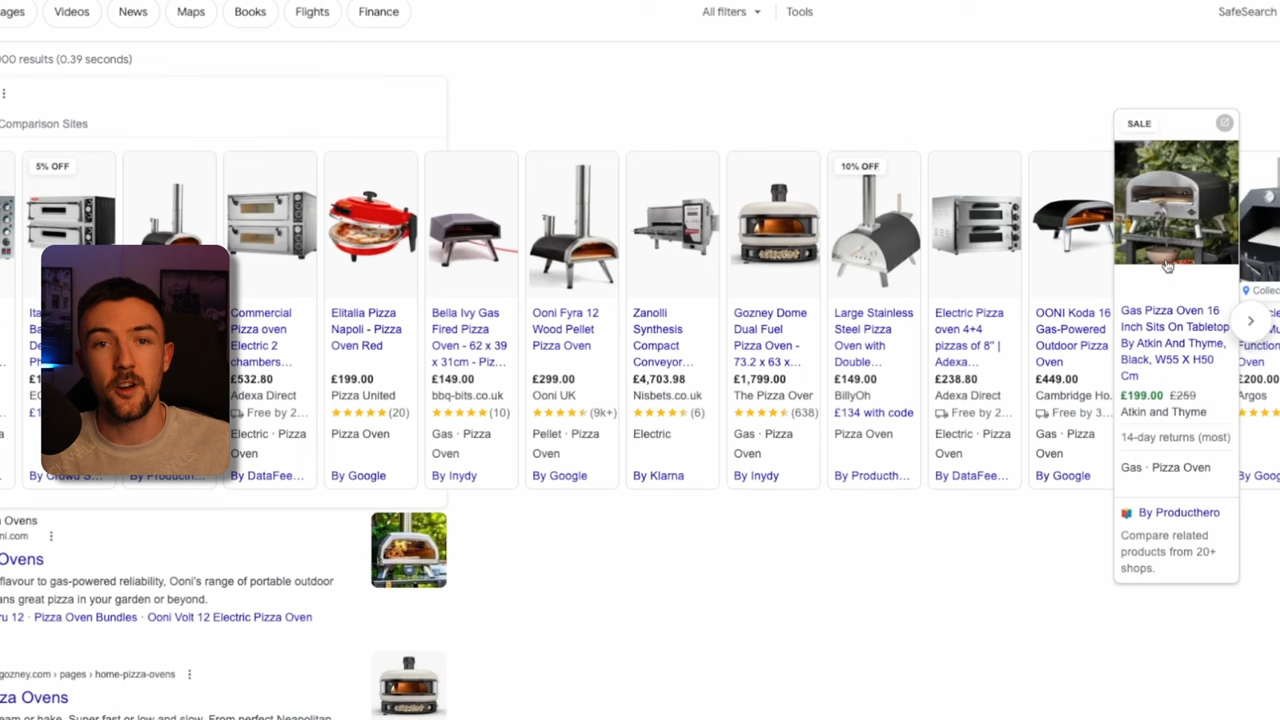 ages
Videos
News
Maps
Books
Flights
Finance
All filters
Tools
SafeSearch
000 results (0.39 seconds)
Comparison Sites
5% OFF
Commercial
Pizza oven
Electric 2
chambers...
£532.80
Adexa Direct
Free by 2...
Electric · Pizza
Oven
By DataFee...
Elitalia Pizza
Napoli - Pizza
Oven Red
£199.00
Pizza United
(20)
Pizza Oven
By Google
Bella Ivy Gas
Fired Pizza
Oven - 62 x 39
x 31cm - Piz...
£149.00
bbq-bits.co.uk
(10)
Gas · Pizza
Oven
By Inydy
Ooni Fyra 12
Wood Pellet
Pizza Oven
£299.00
Ooni UK
(9k+)
Pellet · Pizza
Oven
By Google
Zanolli
Synthesis
Compact
Conveyor...
£4,703.98
Nisbets.co.uk
(6)
Electric
By Klarna
Gozney Dome
Dual Fuel
Pizza Oven -
73.2 x 63 x...
£1,799.00
The Pizza Over
(638)
Gas · Pizza
Oven
By Inydy
10% OFF
Large Stainless
Steel Pizza
Oven with
Double...
£149.00
BillyOh
£134 with code
Pizza Oven
By Producth...
Electric Pizza
Oven 4+4
pizzas of 8" |
Adexa...
£238.80
Adexa Direct
Free by 2...
Electric · Pizza
Oven
By DataFee...
OONI Koda 16
Gas-Powered
Outdoor Pizza
Oven
£449.00
Cambridge Ho.
Free by 3...
Gas · Pizza
Oven
By Google
SALE
Gas Pizza Oven 16
Inch Sits On Tabletop
By Atkin And Thyme,
Black, W55 X H50
Cm
£199.00 £259
Atkin and Thyme
14-day returns (most)
Gas · Pizza Oven
By Producthero
Compare related
products from 20+
shops.
Collec
Oven
£200.00
Argos
By Goog
By Producth...
Ovens
ni.com
Ovens
flavour to gas-powered reliability, Ooni's range of portable outdoor
ans great pizza in your garden or beyond.
ru 12 · Pizza Oven Bundles · Ooni Volt 12 Electric Pizza Oven
gozney.com › pages › home-pizza-ovens
zza Ovens
eam or bake. Super fast or low and slow. From perfect Neapolitan